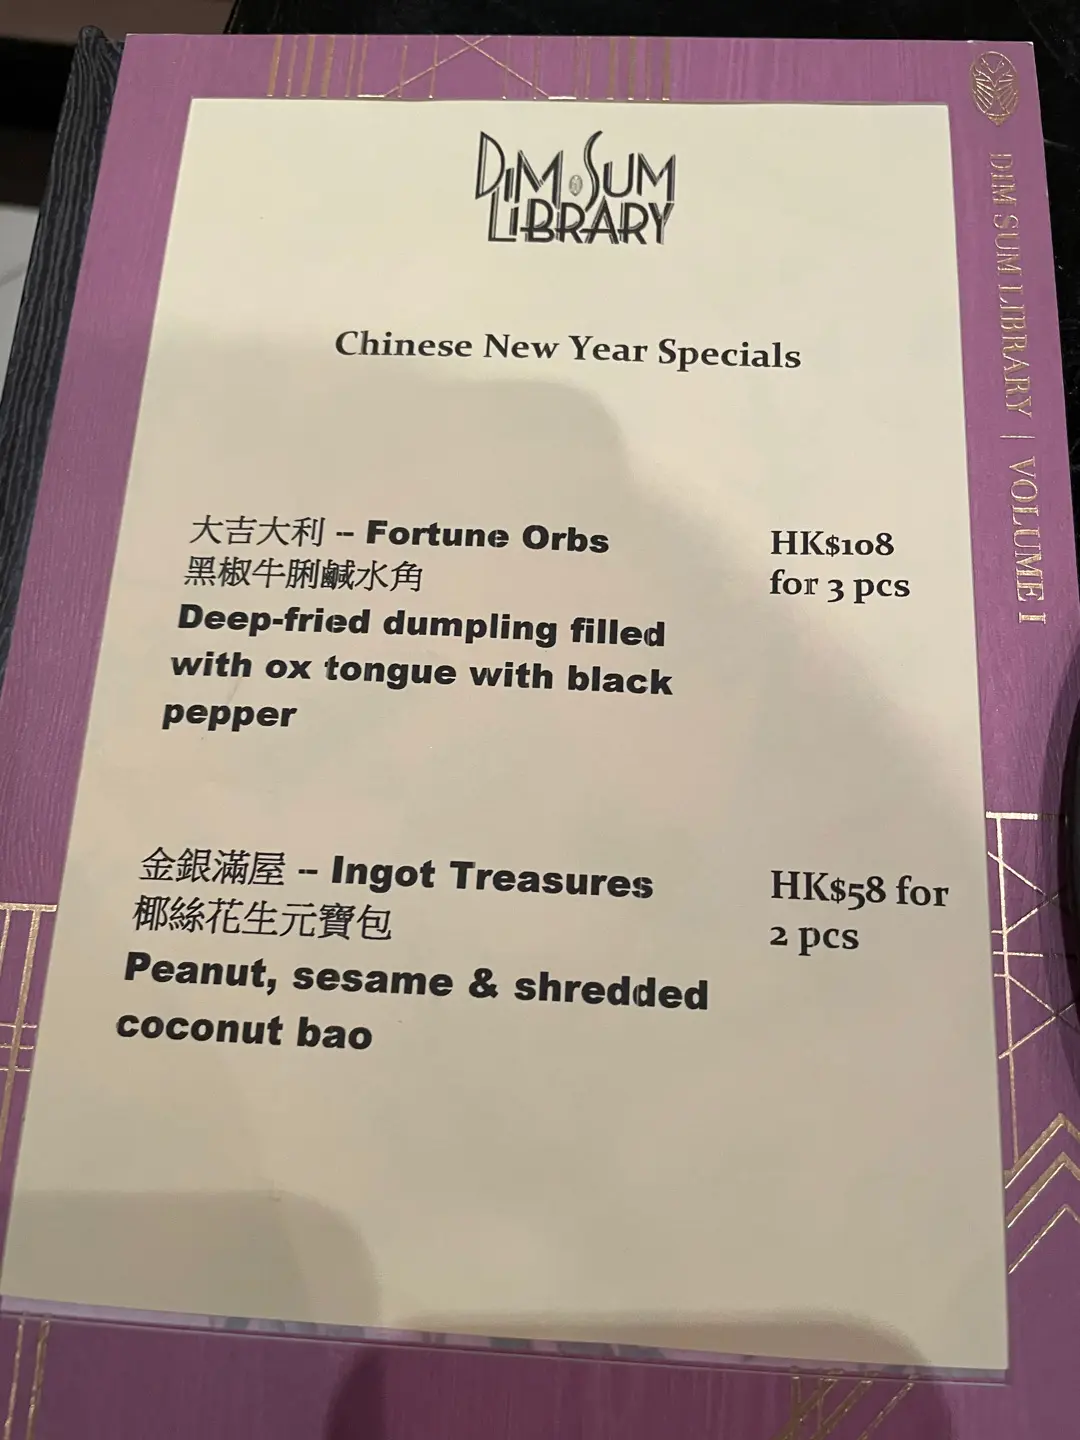 DIM SUM
LIBRARY
Chinese New Year Specials
大吉大利 -- Fortune Orbs
黑椒牛脷鹹水角
Deep-fried dumpling filled
with ox tongue with black
pepper
HK$108
for 3 pcs
金銀滿屋 -- Ingot Treasures
椰絲花生元寶包
Peanut, sesame & shredded
coconut bao
HK$58 for
2 pcs
DIM SUM LIBRARY | VOLUME I